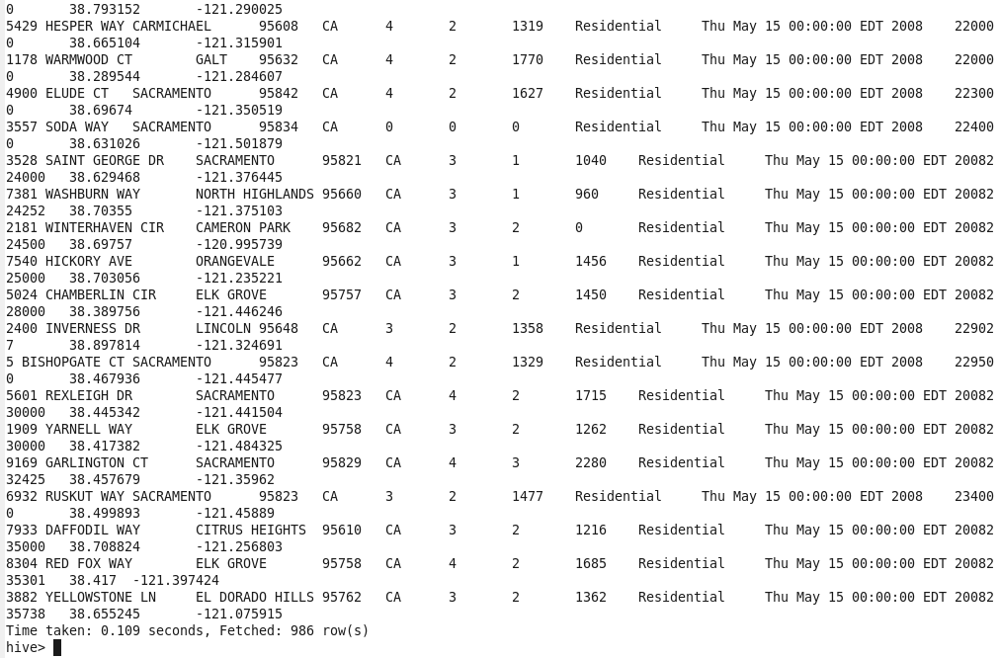 0       38.793152       -121.290025
5429 HESPER WAY CARMICHAEL      95608   CA      4       2       1319    Residential     Thu May 15 00:00:00 EDT 2008    22000
0       38.665104       -121.315901
1178 WARMWOOD CT        GALT    95632   CA      4       2       1770    Residential     Thu May 15 00:00:00 EDT 2008    22000
0       38.289544       -121.284607
4900 ELUDE CT   SACRAMENTO      95842   CA      4       2       1627    Residential     Thu May 15 00:00:00 EDT 2008    22300
0       38.69674        -121.350519
3557 SODA WAY   SACRAMENTO      95834   CA      0       0       0       Residential     Thu May 15 00:00:00 EDT 2008    22400
0       38.631026       -121.501879
3528 SAINT GEORGE DR    SACRAMENTO      95821   CA      3       1       1040    Residential     Thu May 15 00:00:00 EDT 20082
24000   38.629468       -121.376445
7381 WASHBURN WAY       NORTH HIGHLANDS 95660   CA      3       1       960     Residential     Thu May 15 00:00:00 EDT 20082
24252   38.70355        -121.375103
2181 WINTERHAVEN CIR    CAMERON PARK    95682   CA      3       2       0       Residential     Thu May 15 00:00:00 EDT 20082
24500   38.69757        -120.995739
7540 HICKORY AVE        ORANGEVALE      95662   CA      3       1       1456    Residential     Thu May 15 00:00:00 EDT 20082
25000   38.703056       -121.235221
5024 CHAMBERLIN CIR     ELK GROVE       95757   CA      3       2       1450    Residential     Thu May 15 00:00:00 EDT 20082
28000   38.389756       -121.446246
2400 INVERNESS DR       LINCOLN 95648   CA      3       2       1358    Residential     Thu May 15 00:00:00 EDT 2008    22902
7       38.897814       -121.324691
5 BISHOPGATE CT SACRAMENTO      95823   CA      4       2       1329    Residential     Thu May 15 00:00:00 EDT 2008    22950
0       38.467936       -121.445477
5601 REXLEIGH DR        SACRAMENTO      95823   CA      4       2       1715    Residential     Thu May 15 00:00:00 EDT 20082
30000   38.445342       -121.441504
1909 YARNELL WAY        ELK GROVE       95758   CA      3       2       1262    Residential     Thu May 15 00:00:00 EDT 20082
30000   38.417382       -121.484325
9169 GARLINGTON CT      SACRAMENTO      95829   CA      4       3       2280    Residential     Thu May 15 00:00:00 EDT 20082
32425   38.457679       -121.35962
6932 RUSKUT WAY SACRAMENTO      95823   CA      3       2       1477    Residential     Thu May 15 00:00:00 EDT 2008    23400
0       38.499893       -121.45889
7933 DAFFODIL WAY       CITRUS HEIGHTS  95610   CA      3       2       1216    Residential     Thu May 15 00:00:00 EDT 20082
35000   38.708824       -121.256803
8304 RED FOX WAY        ELK GROVE       95758   CA      4       2       1685    Residential     Thu May 15 00:00:00 EDT 20082
35301   38.417  -121.397424
3882 YELLOWSTONE LN     EL DORADO HILLS 95762   CA      3       2       1362    Residential     Thu May 15 00:00:00 EDT 20082
35738   38.655245       -121.075915
Time taken: 0.109 seconds, Fetched: 986 row(s)
hive>